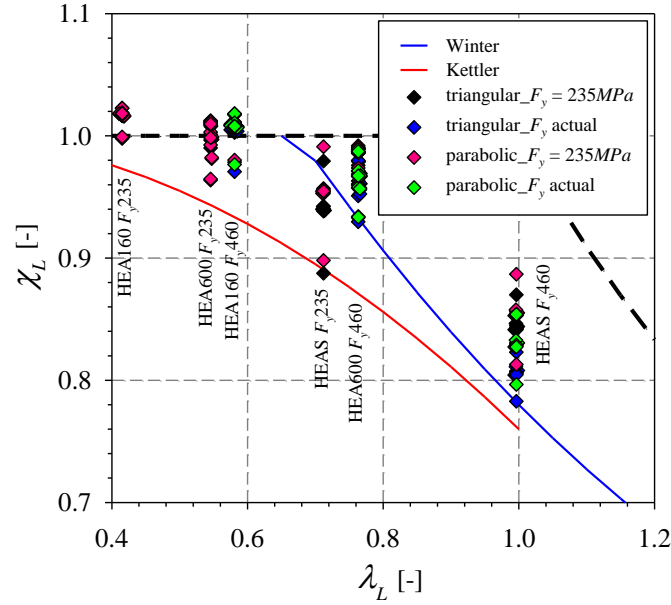 1.1
1.0
0.9
0.8
0.7
χL [-]
Winter
Kettler
triangular_Fy = 235MPa
triangular_Fy actual
parabolic_Fy = 235MPa
parabolic_Fy actual
HEA160 Fy235
HEA600 Fy235
HEA160 Fy460
HEAS Fy235
HEA600 Fy460
HEAS Fy460
0.4
0.6
0.8
1.0
1.2
λL [-]